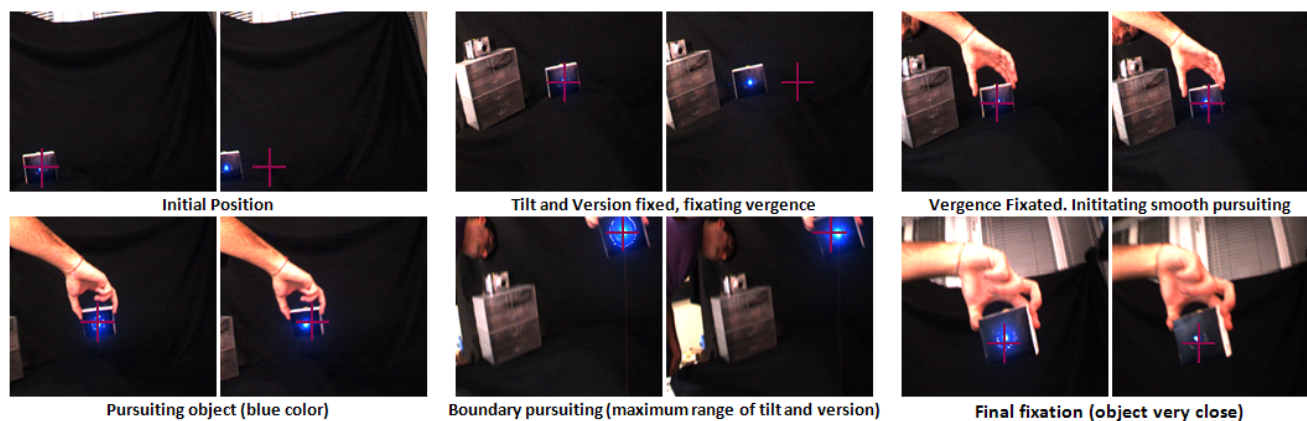 Initial Position
Tilt and Version fixed, fixating vergence
Vergence Fixated. Inititating smooth pursuiting
Pursuiting object (blue color)
Boundary pursuiting (maximum range of tilt and version)
Final fixation (object very close)